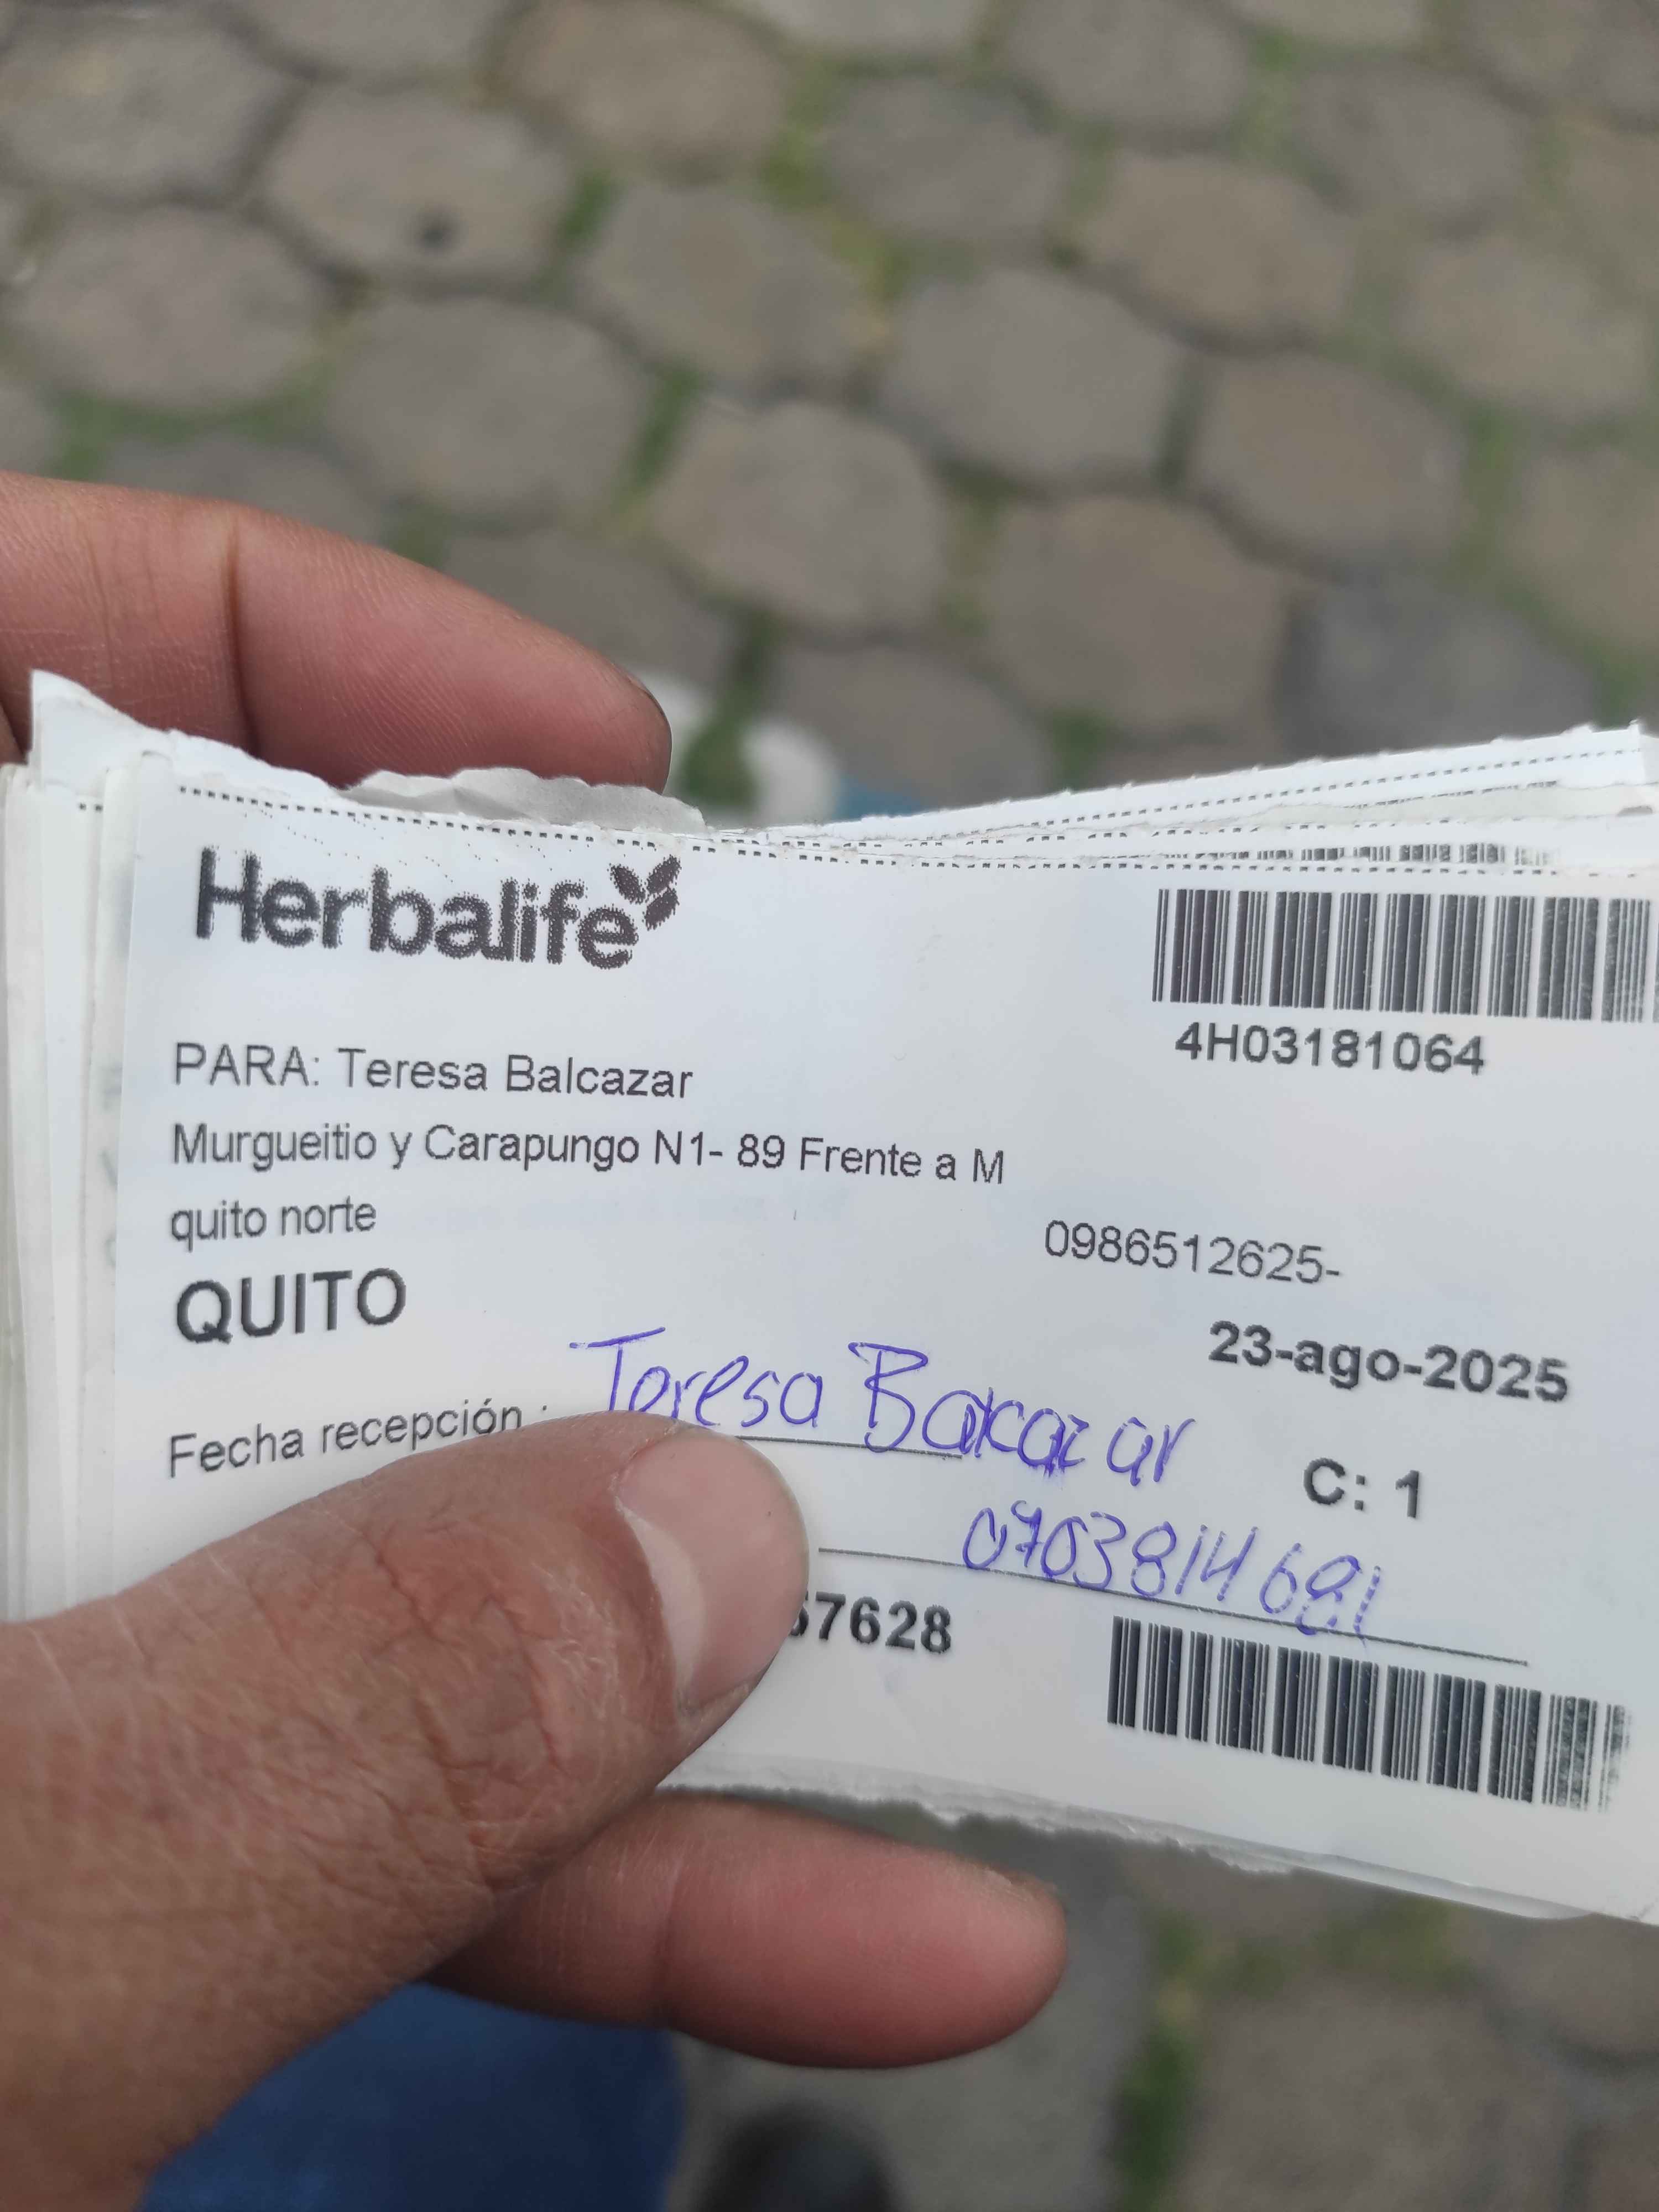 Herbalife
4H03181064
PARA: Teresa Balcazar
Murgueitio y Carapungo N1- 89 Frente a M
quito norte
0986512625-
QUITO
23-ago-2025
Fecha recepción : Teresa Balcazar
C: 1
0703814681
57628